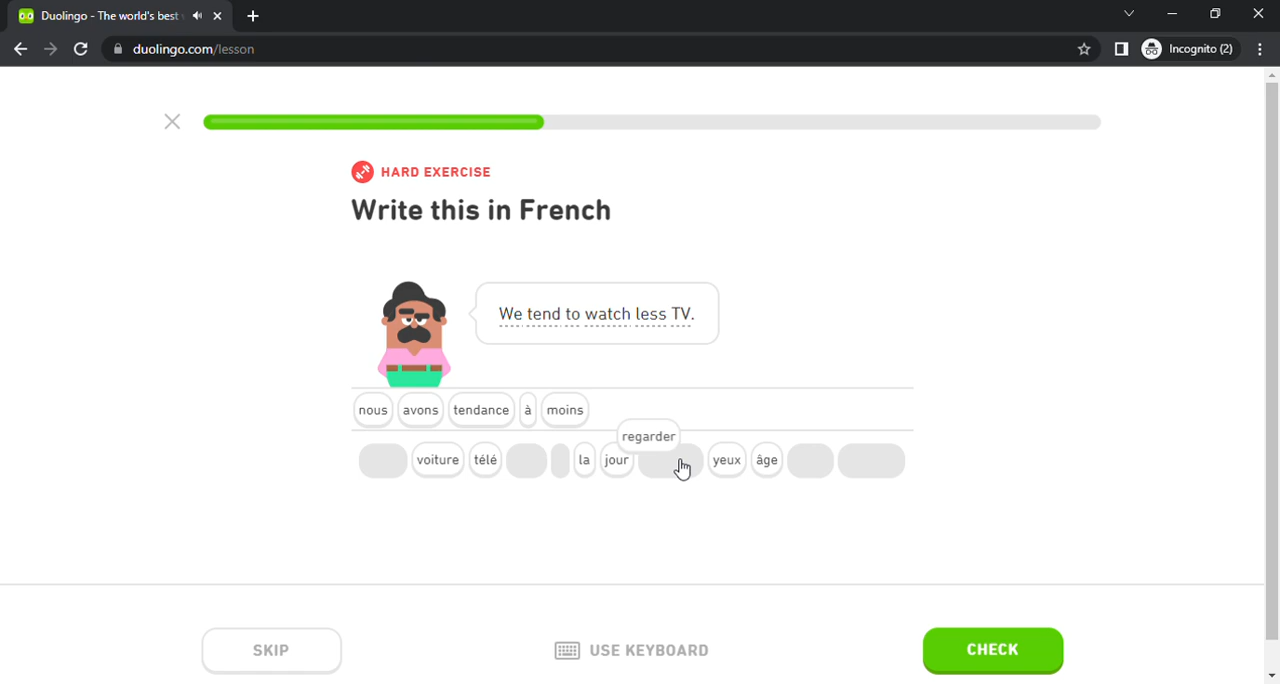 Duolingo - The world's best
duolingo.com/lesson
Incognito (2)
HARD EXERCISE
Write this in French
We tend to watch less TV.
nous avons tendance à moins
regarder
voiture télé la jour yeux âge
SKIP
USE KEYBOARD
CHECK